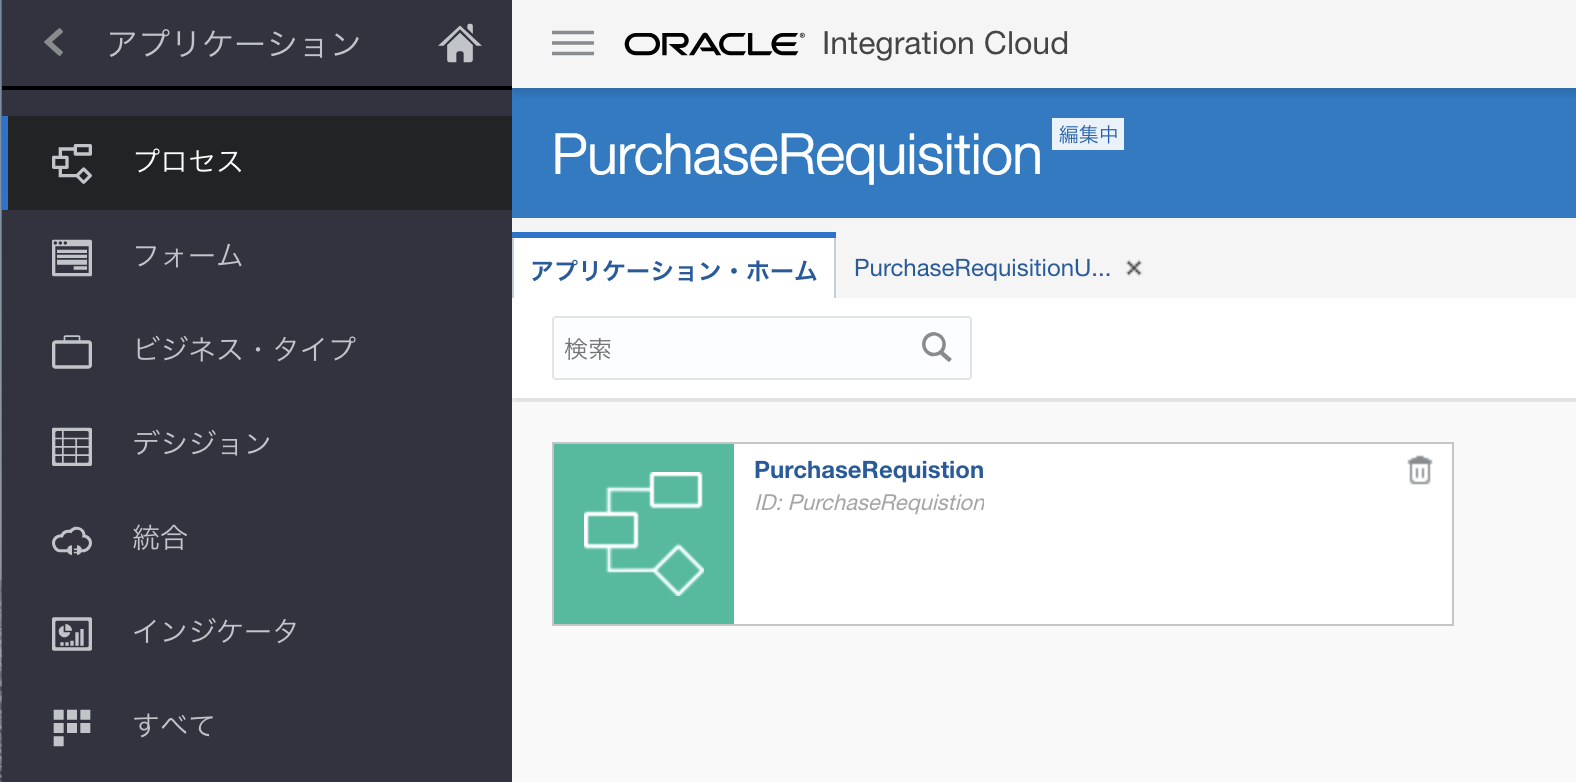 アプリケーション
プロセス
フォーム
ビジネス・タイプ
デシジョン
統合
インジケータ
すべて
ORACLE® Integration Cloud
PurchaseRequisition 編集中
アプリケーション・ホーム PurchaseRequisitionU... ×
検索
PurchaseRequistion
ID: PurchaseRequistion